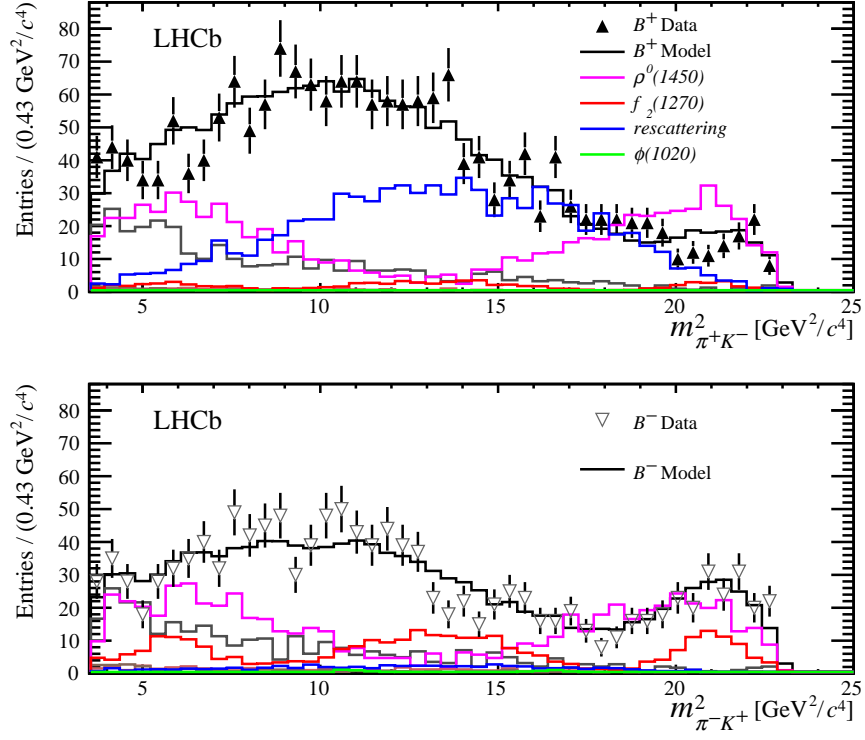 Entries / (0.43 GeV²/c⁴)
80
70
60
50
40
30
20
10
0
LHCb
B⁺ Data
B⁺ Model
ρ⁰(1450)
f₂(1270)
rescattering
ϕ(1020)
5 10 15 20 25
m²π⁺K⁻ [GeV²/c⁴]
Entries / (0.43 GeV²/c⁴)
80
70
60
50
40
30
20
10
0
LHCb
B⁻ Data
B⁻ Model
5 10 15 20 25
m²π⁻K⁺ [GeV²/c⁴]